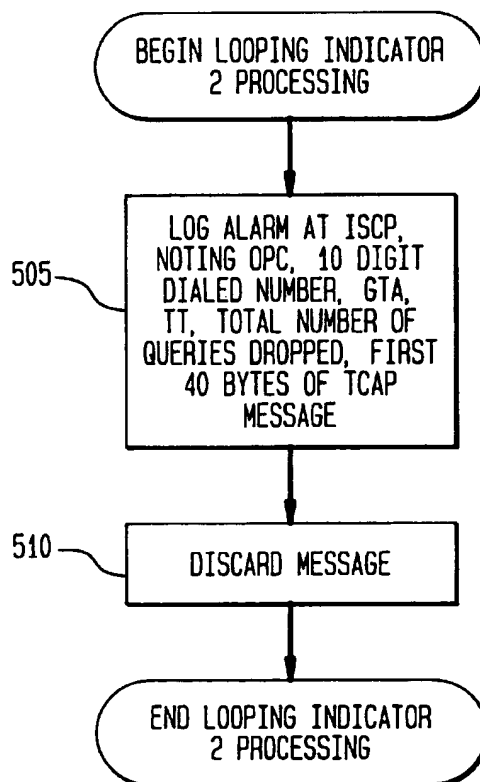 BEGIN LOOPING INDICATOR
2 PROCESSING
505
LOG ALARM AT ISCP,
NOTING OPC, 10 DIGIT
DIALED NUMBER, GTA,
TT, TOTAL NUMBER OF
QUERIES DROPPED, FIRST
40 BYTES OF TCAP
MESSAGE
510
DISCARD MESSAGE
END LOOPING INDICATOR
2 PROCESSING